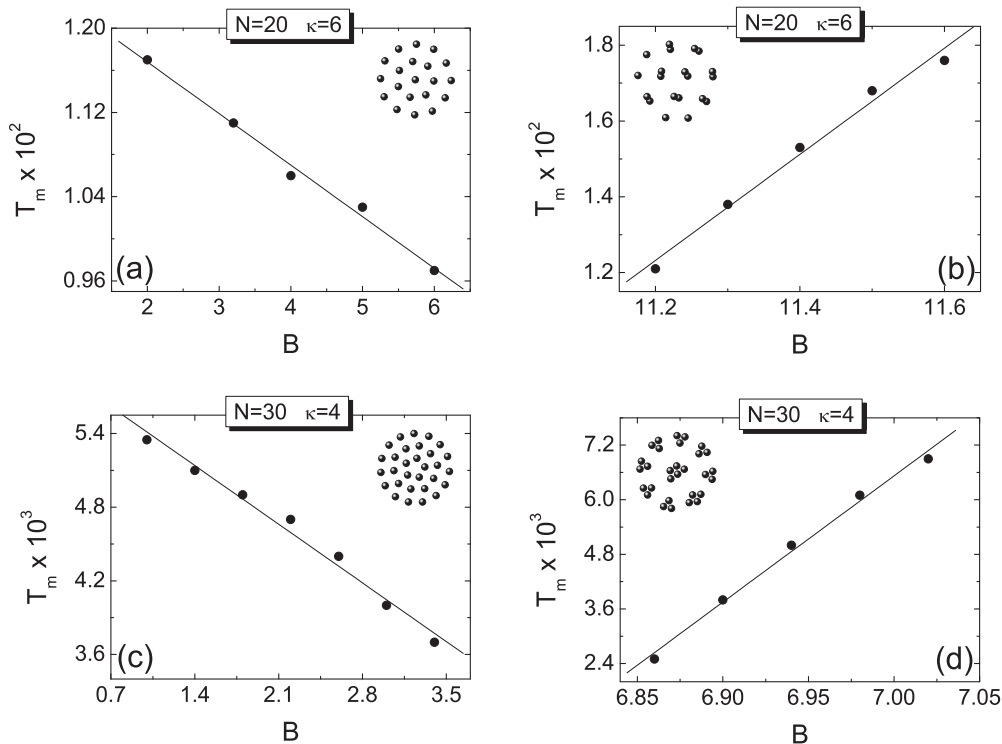 N=20 κ=6
1.20
1.12
1.04
0.96
T_m x 10^2
(a)
2 3 4 5 6
B
N=20 κ=6
1.8
1.6
1.4
1.2
T_m x 10^2
(b)
11.2 11.4 11.6
B
N=30 κ=4
5.4
4.8
4.2
3.6
T_m x 10^3
(c)
0.7 1.4 2.1 2.8 3.5
B
N=30 κ=4
7.2
6.0
4.8
3.6
2.4
T_m x 10^3
(d)
6.85 6.90 6.95 7.00 7.05
B